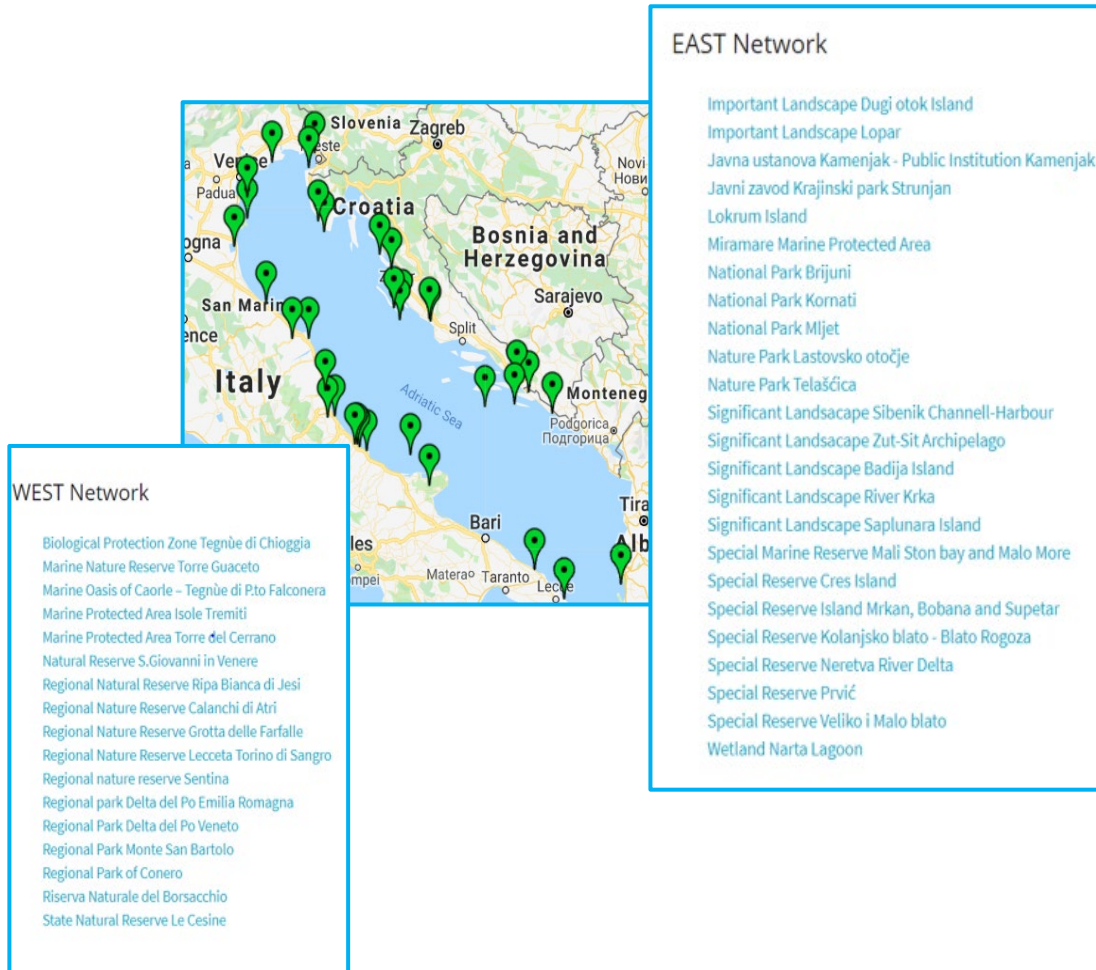 EAST Network
Important Landscape Dugi otok Island
Important Landscape Lopar
Javna ustanova Kamenjak - Public Institution Kamenjak
Javni zavod Krajinski park Strunjan
Lokrum Island
Miramare Marine Protected Area
National Park Brijuni
National Park Kornati
National Park Mljet
Nature Park Lastovsko otočje
Nature Park Telašćica
Significant Landsacape Sibenik Channell-Harbour
Significant Landsacape Zut-Sit Archipelago
Significant Landscape Badija Island
Significant Landscape River Krka
Significant Landscape Saplunara Island
Special Marine Reserve Mali Ston bay and Malo More
Special Reserve Cres Island
Special Reserve Island Mrkan, Bobana and Supetar
Special Reserve Kolanjsko blato - Blato Rogoza
Special Reserve Neretva River Delta
Special Reserve Prvić
Special Reserve Veliko i Malo blato
Wetland Narta Lagoon
Slovenia
Zagreb
Padua
Croatia
Novi
Нови
ogna
Bosnia and
Herzegovina
San Marin
Sarajevo
ence
Split
Italy
Adriatic Sea
Monteneg
Podgorica
Подгорица
Tira
Bari
Alb
les
mpei
Matera
Taranto
WEST Network
Biological Protection Zone Tegnùe di Chioggia
Marine Nature Reserve Torre Guaceto
Marine Oasis of Caorle – Tegnùe di P.to Falconera
Marine Protected Area Isole Tremiti
Marine Protected Area Torre del Cerrano
Natural Reserve S.Giovanni in Venere
Regional Natural Reserve Ripa Bianca di Jesi
Regional Nature Reserve Calanchi di Atri
Regional Nature Reserve Grotta delle Farfalle
Regional Nature Reserve Lecceta Torino di Sangro
Regional nature reserve Sentina
Regional park Delta del Po Emilia Romagna
Regional Park Delta del Po Veneto
Regional Park Monte San Bartolo
Regional Park of Conero
Riserva Naturale del Borsacchio
State Natural Reserve Le Cesine